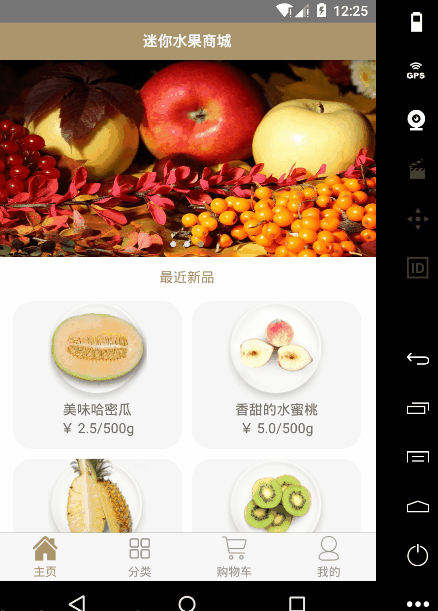 12:25
迷你水果商城
GPS
最近新品
ID
美味哈密瓜
香甜的水蜜桃
¥ 2.5/500g
¥ 5.0/500g
主页
分类
购物车
我的